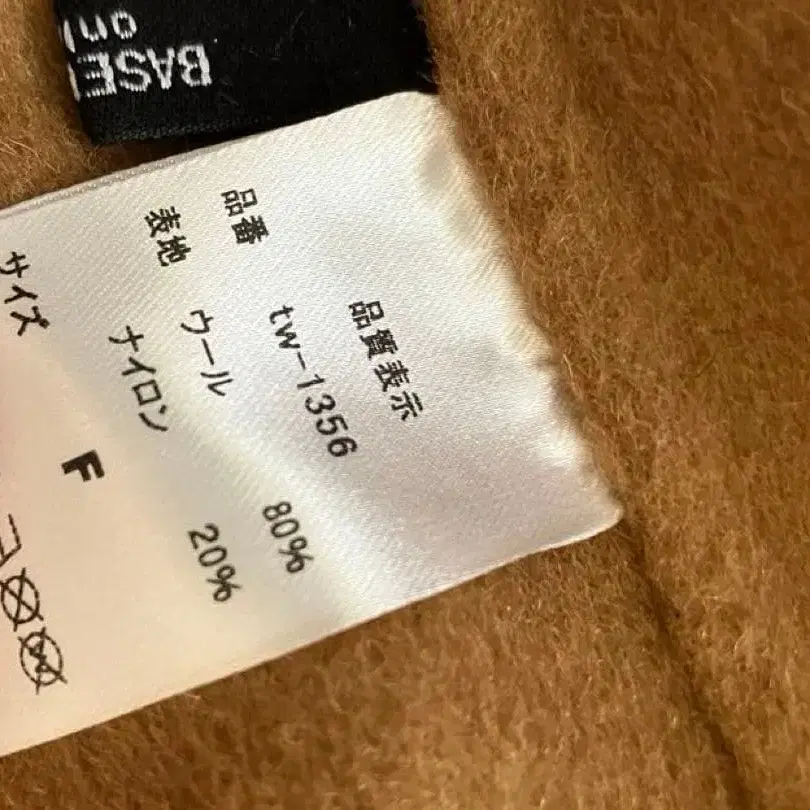 BASE
on
品質表示
品番 tw-1356
表地 ウール 80%
ナイロン 20%
サイズ F